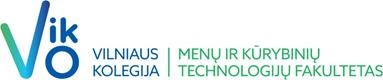 Viko
VILNIAUS
KOLEGIJA
MENŲ IR KŪRYBINIŲ
TECHNOLOGIJŲ FAKULTETAS